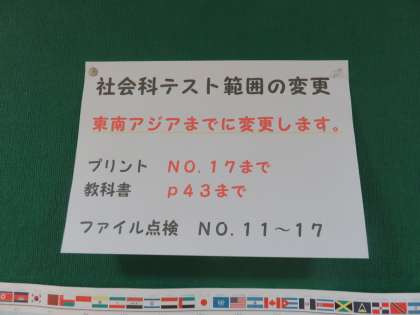 社会科テスト範囲の変更
東南アジアまでに変更します。
プリント NO.17まで
教科書 p43まで
ファイル点検 NO.11～17